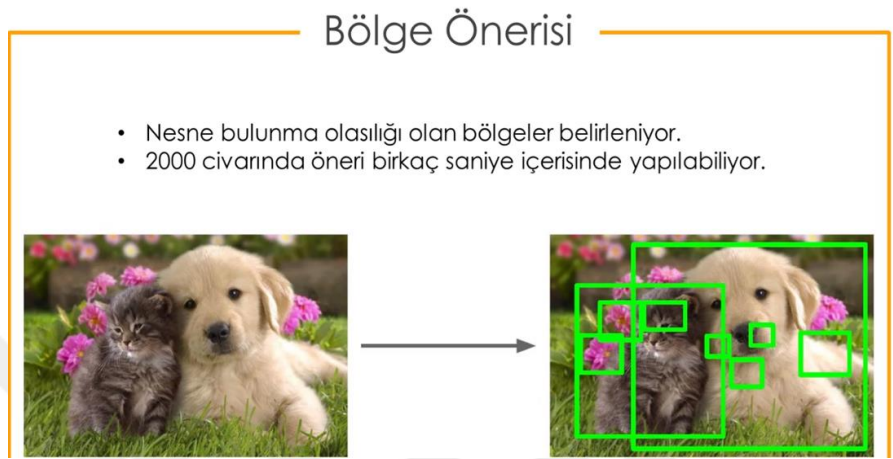 Bölge Önerisi
• Nesne bulunma olasılığı olan bölgeler belirleniyor.
• 2000 civarında öneri birkaç saniye içerisinde yapılabiliyor.